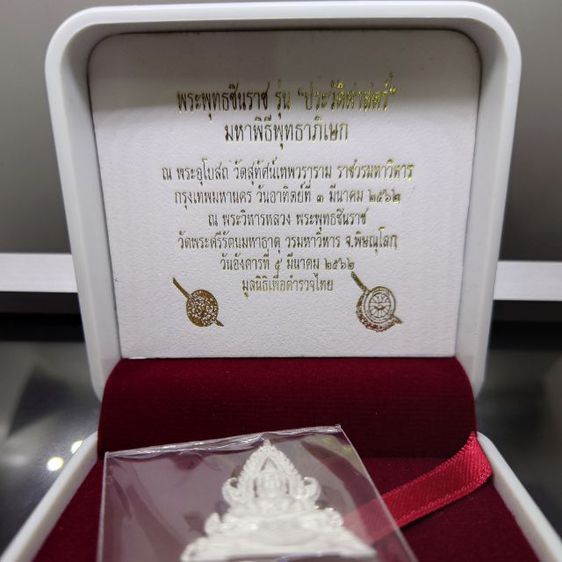 พระพุทธชินราช รุ่น "ประวัติศาสตร์"
มหาพิธีพุทธาภิเษก
ณ พระอุโบสถ วัดสุทัศน์เทพวราราม ราชวรมหาวิหาร
กรุงเทพมหานคร วันอาทิตย์ที่ ๓ มีนาคม ๒๕๖๒
ณ พระวิหารหลวง พระพุทธชินราช
วัดพระศรีรัตนมหาธาตุ วรมหาวิหาร จ.พิษณุโลก
วันอังคารที่ ๕ มีนาคม ๒๕๖๒
มูลนิธิเพื่อตำรวจไทย